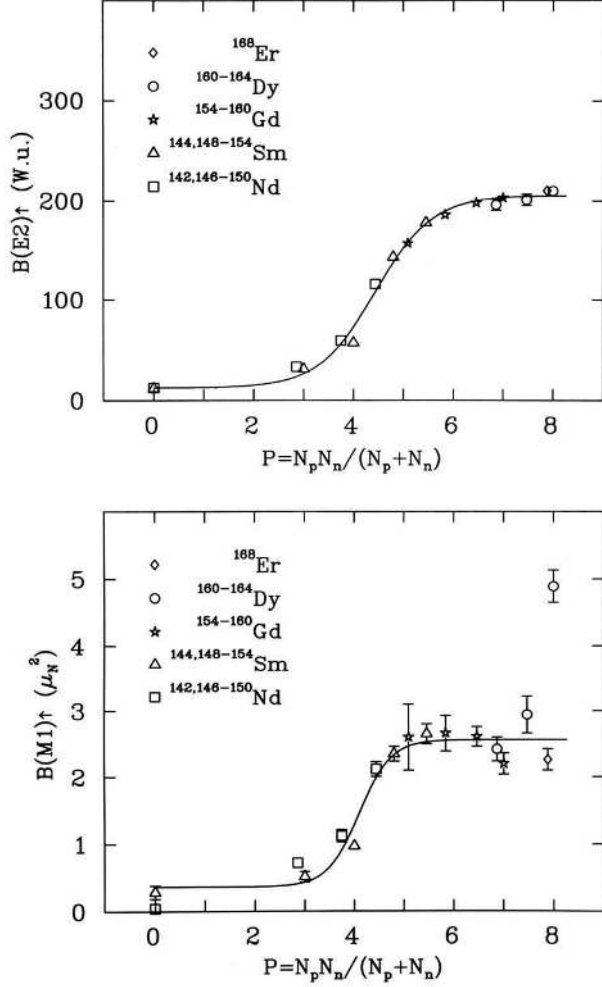 B(E2)↑ (W.u.)
300
200
100
0
¹⁶⁸Er
¹⁶⁰⁻¹⁶⁴Dy
¹⁵⁴⁻¹⁶⁰Gd
¹⁴⁴,¹⁴⁸⁻¹⁵⁴Sm
¹⁴²,¹⁴⁶⁻¹⁵⁰Nd
0 2 4 6 8
P=NₚNₙ/(Nₚ+Nₙ)
B(M1)↑ (μ_N²)
5
4
3
2
1
0
¹⁶⁸Er
¹⁶⁰⁻¹⁶⁴Dy
¹⁵⁴⁻¹⁶⁰Gd
¹⁴⁴,¹⁴⁸⁻¹⁵⁴Sm
¹⁴²,¹⁴⁶⁻¹⁵⁰Nd
0 2 4 6 8
P=NₚNₙ/(Nₚ+Nₙ)